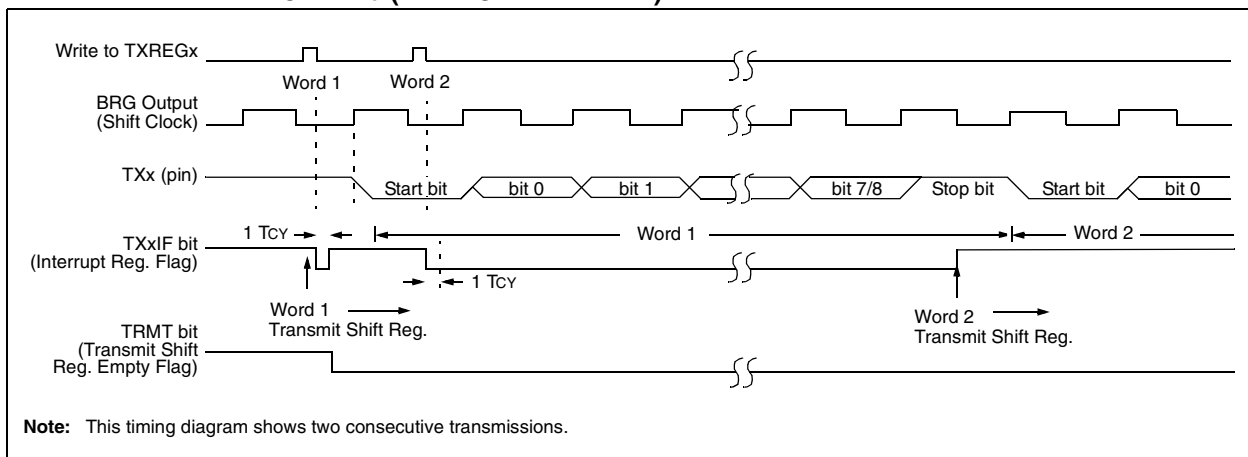 Write to TXREGx
Word 1
Word 2
BRG Output
(Shift Clock)
TXx (pin)
Start bit
bit 0
bit 1
bit 7/8
Stop bit
Start bit
bit 0
1 TCY
Word 1
Word 2
TXxIF bit
(Interrupt Reg. Flag)
1 TCY
Word 1
Transmit Shift Reg.
Word 2
Transmit Shift Reg.
TRMT bit
(Transmit Shift
Reg. Empty Flag)
Note: This timing diagram shows two consecutive transmissions.